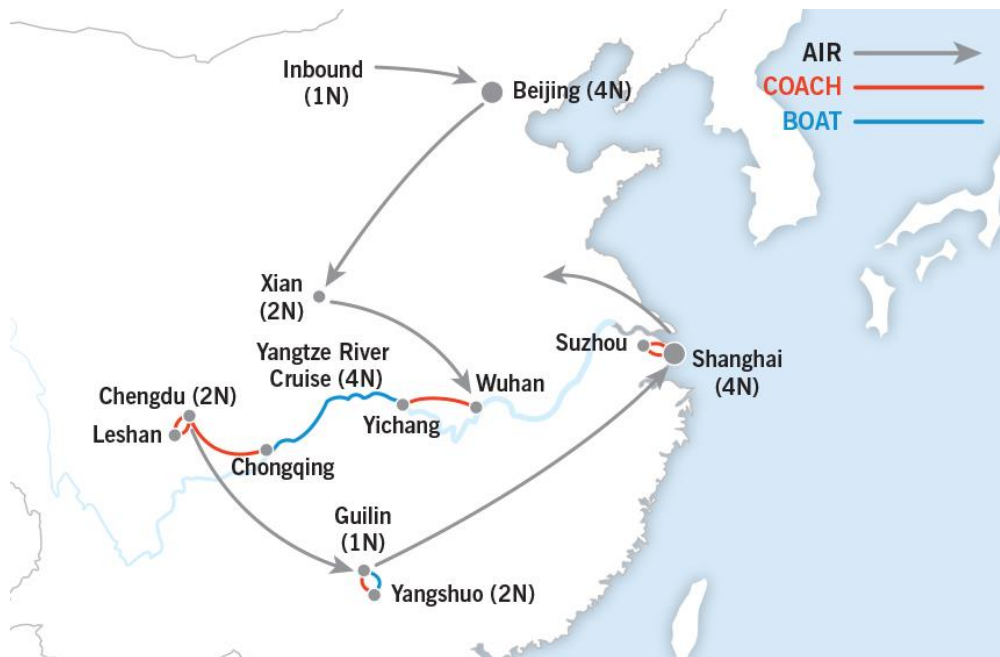 AIR
Inbound
(1N)
Beijing (4N)
COACH
BOAT
Xian
(2N)
Suzhou
Shanghai
(4N)
Yangtze River
Cruise (4N)
Wuhan
Chengdu (2N)
Yichang
Leshan
Chongqing
Guilin
(1N)
Yangshuo (2N)